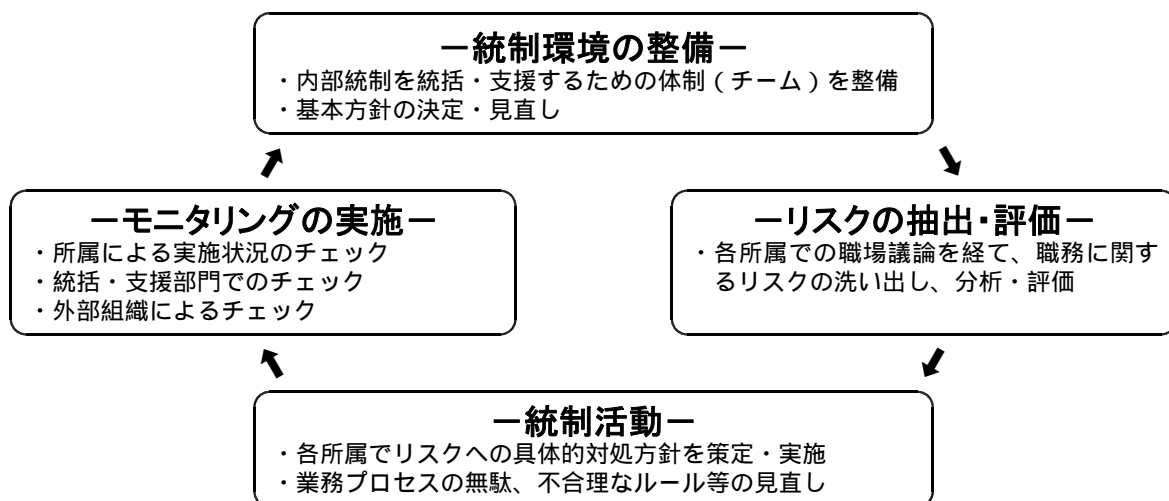 －統制環境の整備－
・内部統制を統括・支援するための体制（チーム）を整備
・基本方針の決定・見直し
－モニタリングの実施－
・所属による実施状況のチェック
・統括・支援部門でのチェック
・外部組織によるチェック
－リスクの抽出・評価－
・各所属での職場議論を経て、職務に関す
るリスクの洗い出し、分析・評価
－統制活動－
・各所属でリスクへの具体的対処方針を策定・実施
・業務プロセスの無駄、不合理なルール等の見直し